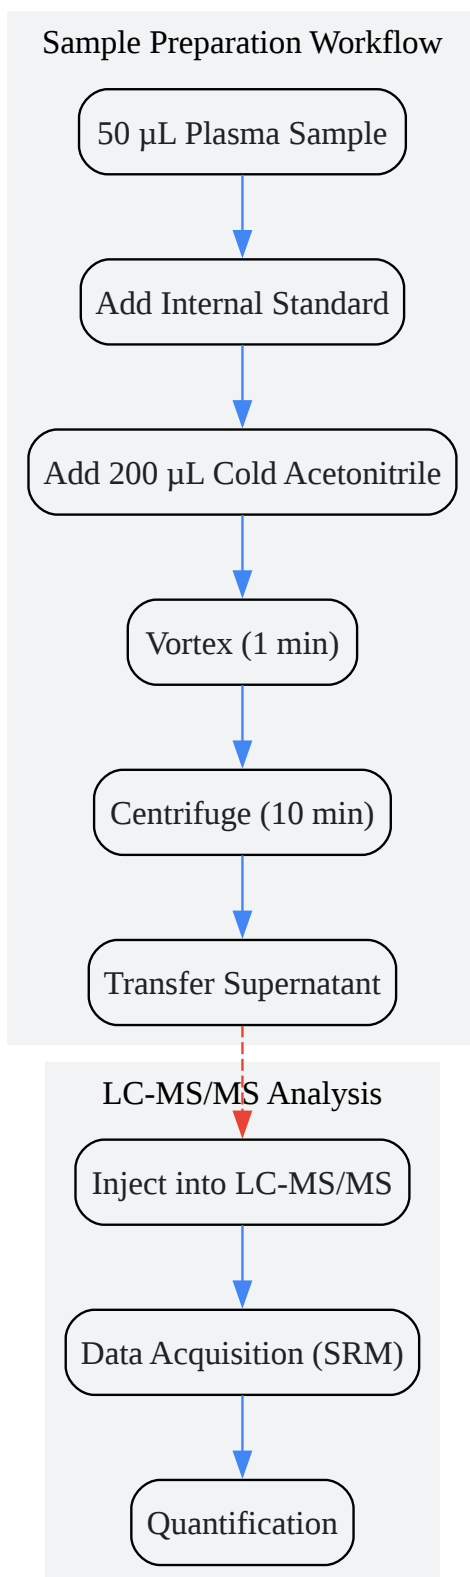 Sample Preparation Workflow
50 µL Plasma Sample
Add Internal Standard
Add 200 µL Cold Acetonitrile
Vortex (1 min)
Centrifuge (10 min)
Transfer Supernatant
LC-MS/MS Analysis
Inject into LC-MS/MS
Data Acquisition (SRM)
Quantification